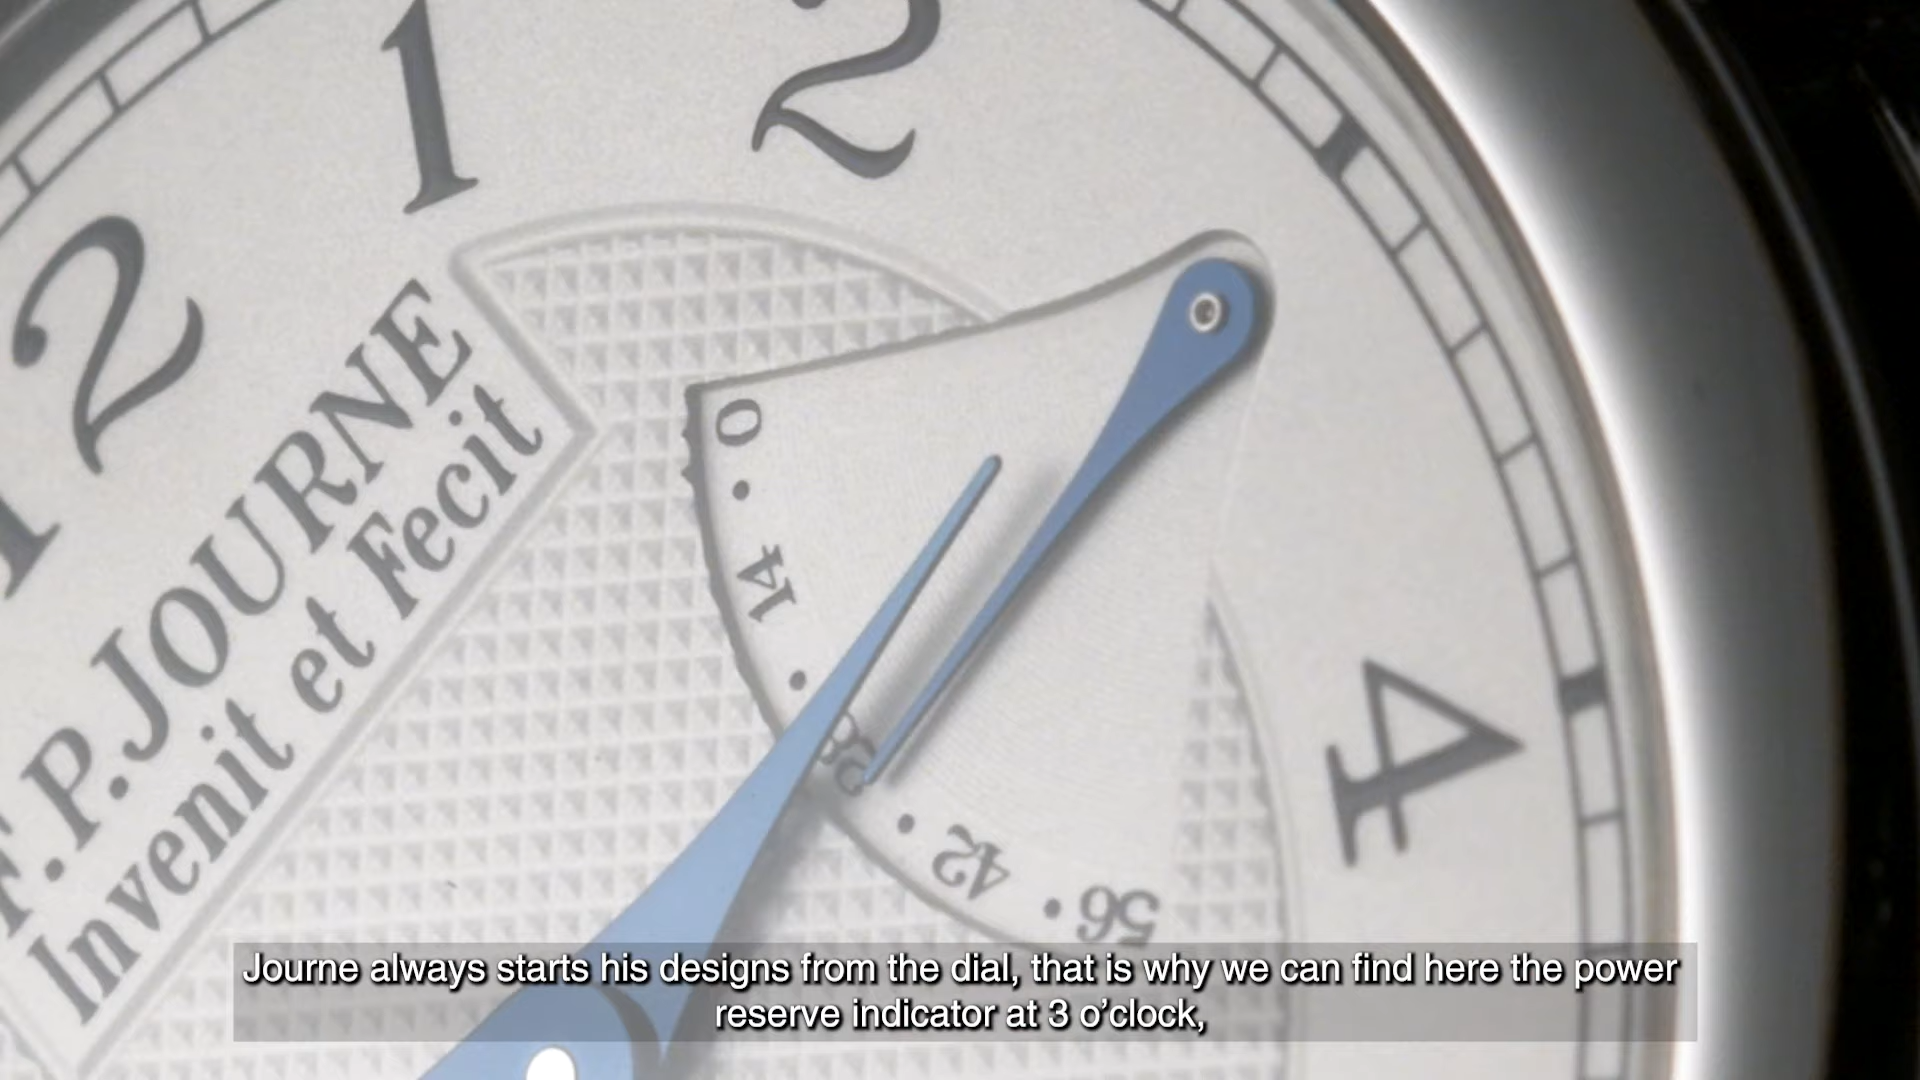 1
2
12
F.P.JOURNE
Invenit et Fecit
0
14
28
42
56
4
Journe always starts his designs from the dial, that is why we can find here the power
reserve indicator at 3 o’clock,